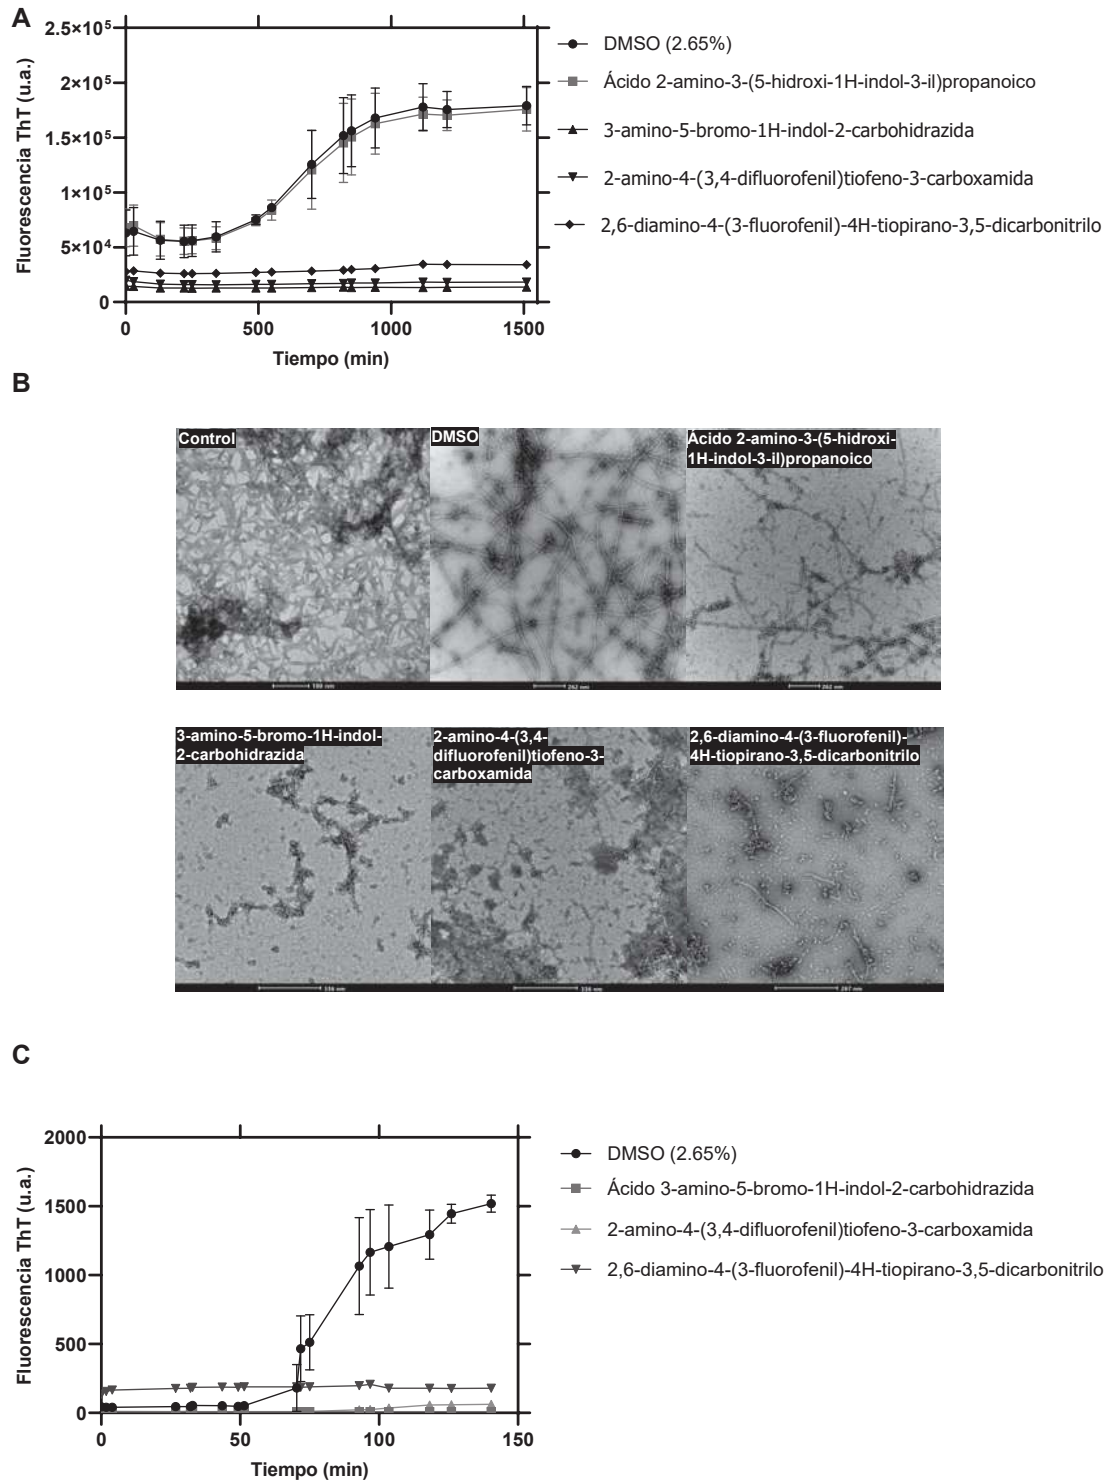 A
2.5×10⁵
2×10⁵
1.5×10⁵
1×10⁵
5×10⁴
0
Fluorescencia ThT (u.a.)
0
500
1000
1500
Tiempo (min)
DMSO (2.65%)
Ácido 2-amino-3-(5-hidroxi-1H-indol-3-il)propanoico
3-amino-5-bromo-1H-indol-2-carbohidrazida
2-amino-4-(3,4-difluorofenil)tiofeno-3-carboxamida
2,6-diamino-4-(3-fluorofenil)-4H-tiopirano-3,5-dicarbonitrilo
B
Control
DMSO
Ácido 2-amino-3-(5-hidroxi-
1H-indol-3-il)propanoico
262 nm
262 nm
3-amino-5-bromo-1H-indol-
2-carbohidrazida
2-amino-4-(3,4-
difluorofenil)tiofeno-3-
carboxamida
2,6-diamino-4-(3-fluorofenil)-
4H-tiopirano-3,5-dicarbonitrilo
C
2000
1500
1000
500
0
Fluorescencia ThT (u.a.)
0
50
100
150
Tiempo (min)
DMSO (2.65%)
Ácido 3-amino-5-bromo-1H-indol-2-carbohidrazida
2-amino-4-(3,4-difluorofenil)tiofeno-3-carboxamida
2,6-diamino-4-(3-fluorofenil)-4H-tiopirano-3,5-dicarbonitrilo